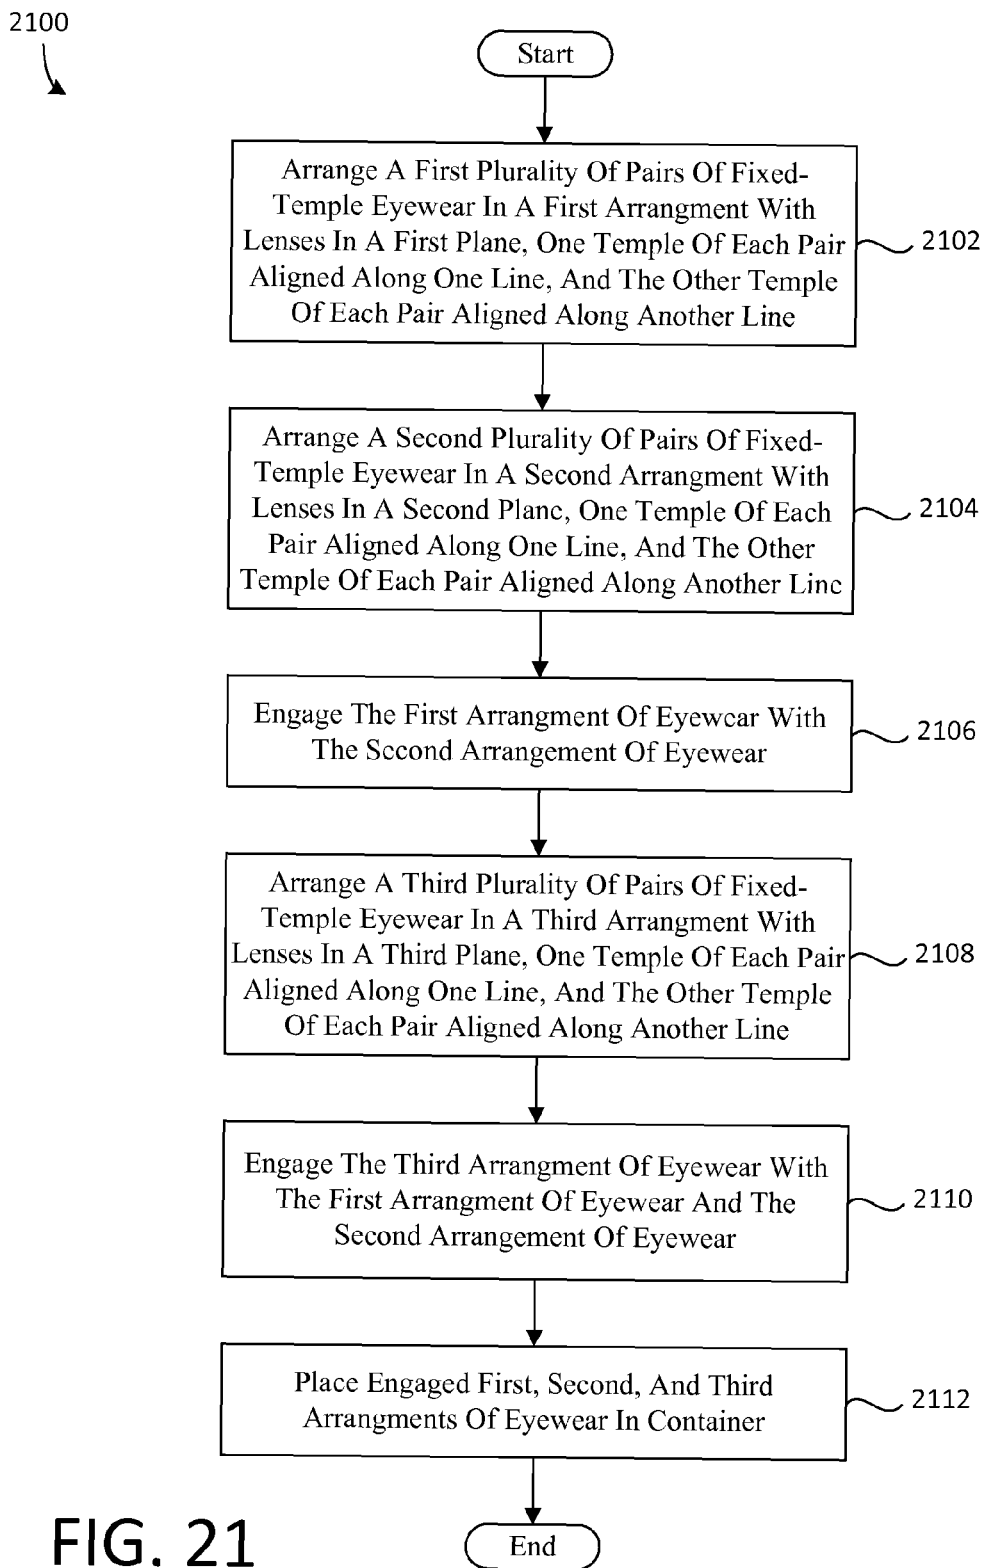 2100
Start
Arrange A First Plurality Of Pairs Of Fixed-
Temple Eyewear In A First Arrangment With
Lenses In A First Plane, One Temple Of Each Pair
Aligned Along One Line, And The Other Temple
Of Each Pair Aligned Along Another Line
2102
Arrange A Second Plurality Of Pairs Of Fixed-
Temple Eyewear In A Second Arrangment With
Lenses In A Second Plane, One Temple Of Each
Pair Aligned Along One Line, And The Other
Temple Of Each Pair Aligned Along Another Line
2104
Engage The First Arrangment Of Eyewear With
The Second Arrangement Of Eyewear
2106
Arrange A Third Plurality Of Pairs Of Fixed-
Temple Eyewear In A Third Arrangment With
Lenses In A Third Plane, One Temple Of Each Pair
Aligned Along One Line, And The Other Temple
Of Each Pair Aligned Along Another Line
2108
Engage The Third Arrangment Of Eyewear With
The First Arrangment Of Eyewear And The
Second Arrangement Of Eyewear
2110
Place Engaged First, Second, And Third
Arrangments Of Eyewear In Container
2112
End
FIG. 21